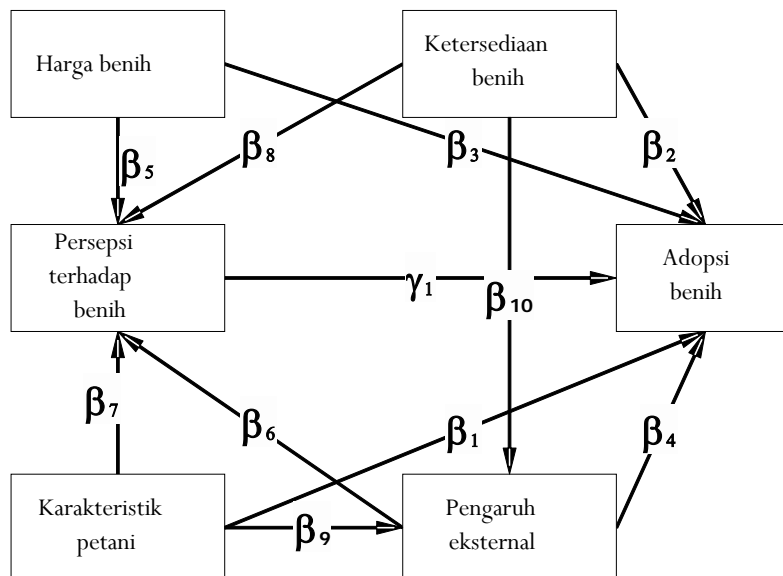 Harga benih
Ketersediaan
benih
β5
β8
β3
β2
Persepsi
terhadap
benih
γ1
β10
Adopsi
benih
β7
β6
β1
β4
Karakteristik
petani
β9
Pengaruh
eksternal